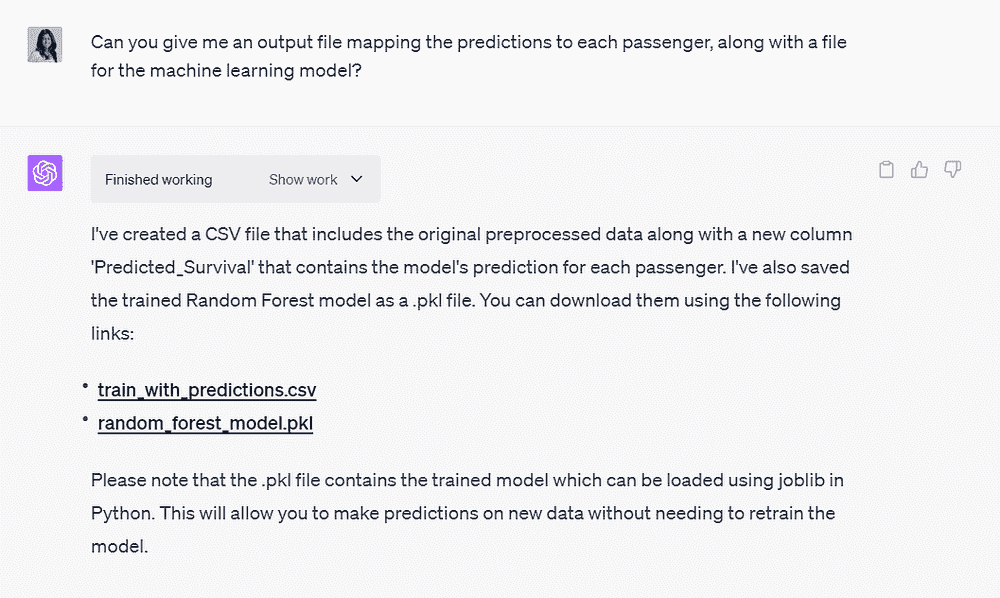 Can you give me an output file mapping the predictions to each passenger, along with a file
for the machine learning model?
Finished working Show work
I've created a CSV file that includes the original preprocessed data along with a new column
'Predicted_Survival' that contains the model's prediction for each passenger. I've also saved
the trained Random Forest model as a .pkl file. You can download them using the following
links:
• train_with_predictions.csv
• random_forest_model.pkl
Please note that the .pkl file contains the trained model which can be loaded using joblib in
Python. This will allow you to make predictions on new data without needing to retrain the
model.